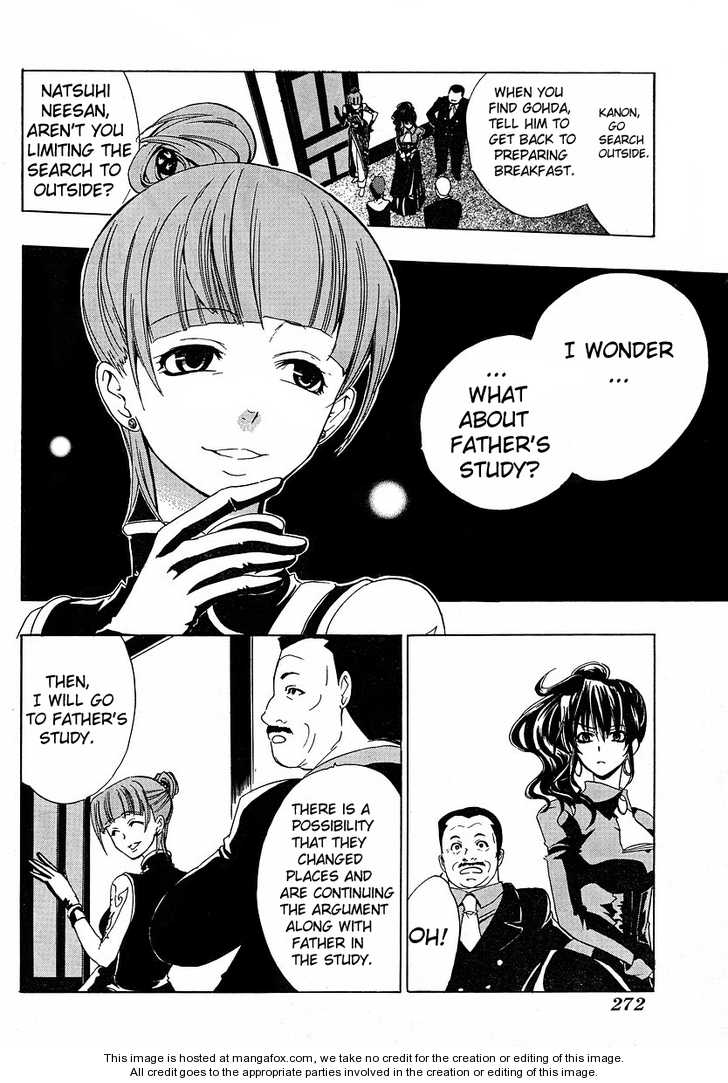 KANON,
GO
SEARCH
OUTSIDE.
WHEN YOU
FIND GOHDA,
TELL HIM TO
GET BACK TO
PREPARING
BREAKFAST.
NATSUHI
NEESAN,
AREN'T YOU
LIMITING THE
SEARCH TO
OUTSIDE?
I WONDER
...
...
WHAT
ABOUT
FATHER'S
STUDY?
OH!
THERE IS A
POSSIBILITY
THAT THEY
CHANGED
PLACES AND
ARE CONTINUING
THE ARGUMENT
ALONG WITH
FATHER IN
THE STUDY.
THEN,
I WILL GO
TO FATHER'S
STUDY.
272
This image is hosted at mangafox.com, we take no credit for the creation or editing of this image.
All credit goes to the appropriate parties involved in the creation or editing of this image.